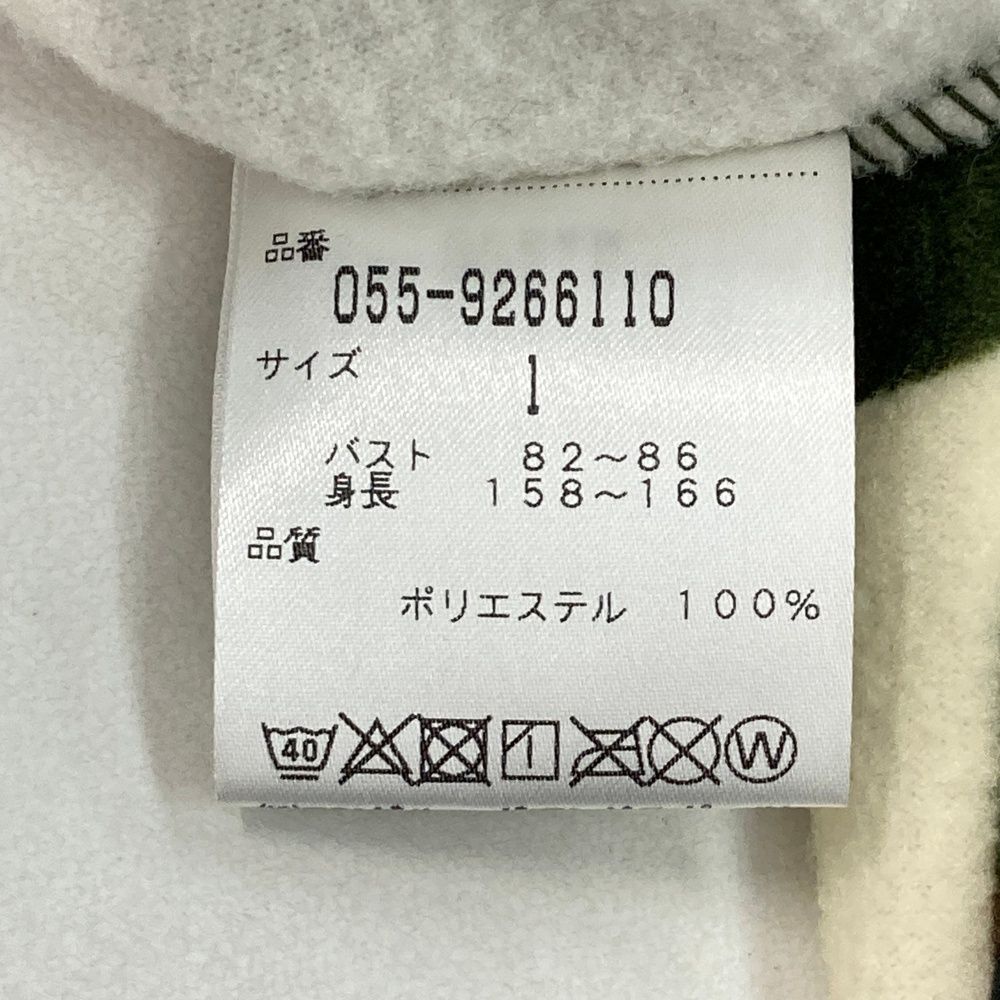 品番
055-9266110
サイズ
1
バスト 82～86
身長 158～166
品質
ポリエステル 100%
40
W